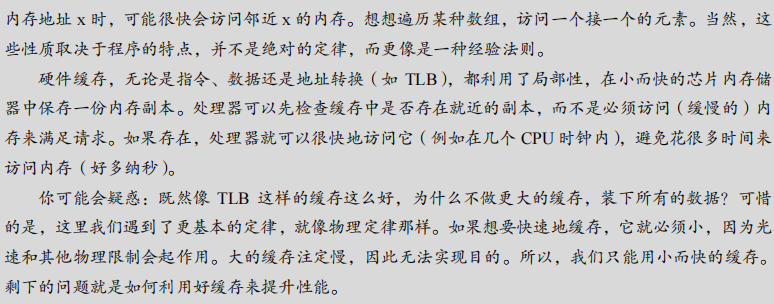 内存地址 x 时，可能很快会访问邻近 x 的内存。想想遍历某种数组，访问一个接一个的元素。当然，这
些性质取决于程序的特点，并不是绝对的定律，而更像是一种经验法则。
硬件缓存，无论是指令、数据还是地址转换（如 TLB），都利用了局部性，在小而快的芯片内存储
器中保存一份内存副本。处理器可以先检查缓存中是否存在就近的副本，而不是必须访问（缓慢的）内
存来满足请求。如果存在，处理器就可以很快地访问它（例如在几个 CPU 时钟内），避免花很多时间来
访问内存（好多纳秒）。
你可能会疑惑：既然像 TLB 这样的缓存这么好，为什么不做更大的缓存，装下所有的数据？可惜
的是，这里我们遇到了更基本的定律，就像物理定律那样。如果想要快速地缓存，它就必须小，因为光
速和其他物理限制会起作用。大的缓存注定慢，因此无法实现目的。所以，我们只能用小而快的缓存。
剩下的问题就是如何利用好缓存来提升性能。